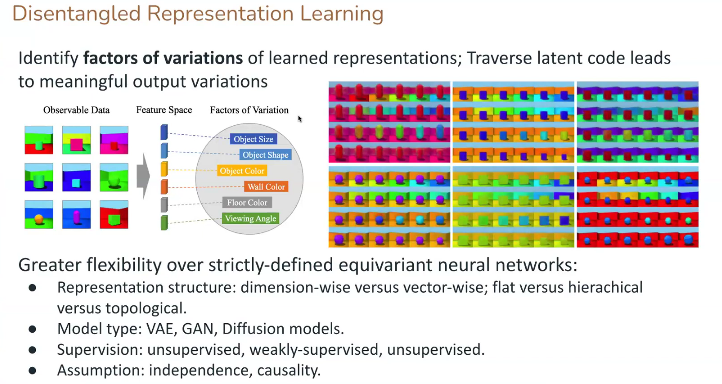 Disentangled Representation Learning
Identify factors of variations of learned representations; Traverse latent code leads
to meaningful output variations
Observable Data
Feature Space
Factors of Variation
Object Size
Object Shape
Object Color
Wall Color
Floor Color
Viewing Angle
Greater flexibility over strictly-defined equivariant neural networks:
● Representation structure: dimension-wise versus vector-wise; flat versus hierachical
versus topological.
● Model type: VAE, GAN, Diffusion models.
● Supervision: unsupervised, weakly-supervised, unsupervised.
● Assumption: independence, causality.